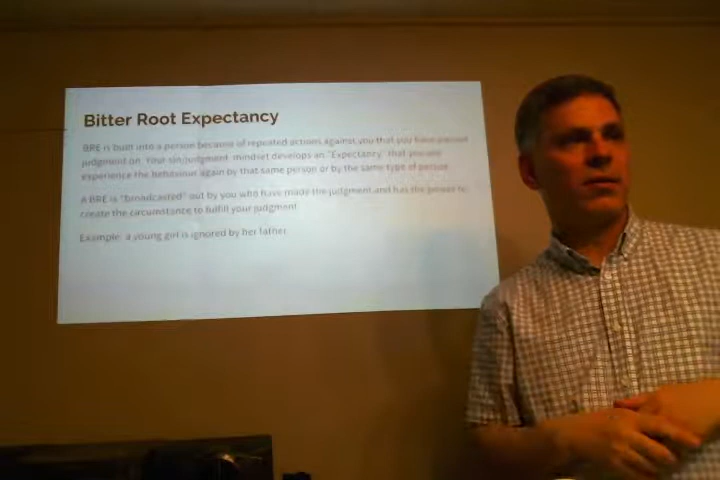 Bitter Root Expectancy
BRE is built into a person because of repeated actions against you that you have passed
judgment on. Your sin/judgment mindset develops an "Expectancy" that you will
experience the behaviour again by that same person or by the same type of person.
A BRE is "broadcasted" out by you who have made the judgment and has the power to
create the circumstance to fulfill your judgment.
Example: a young girl is ignored by her father.